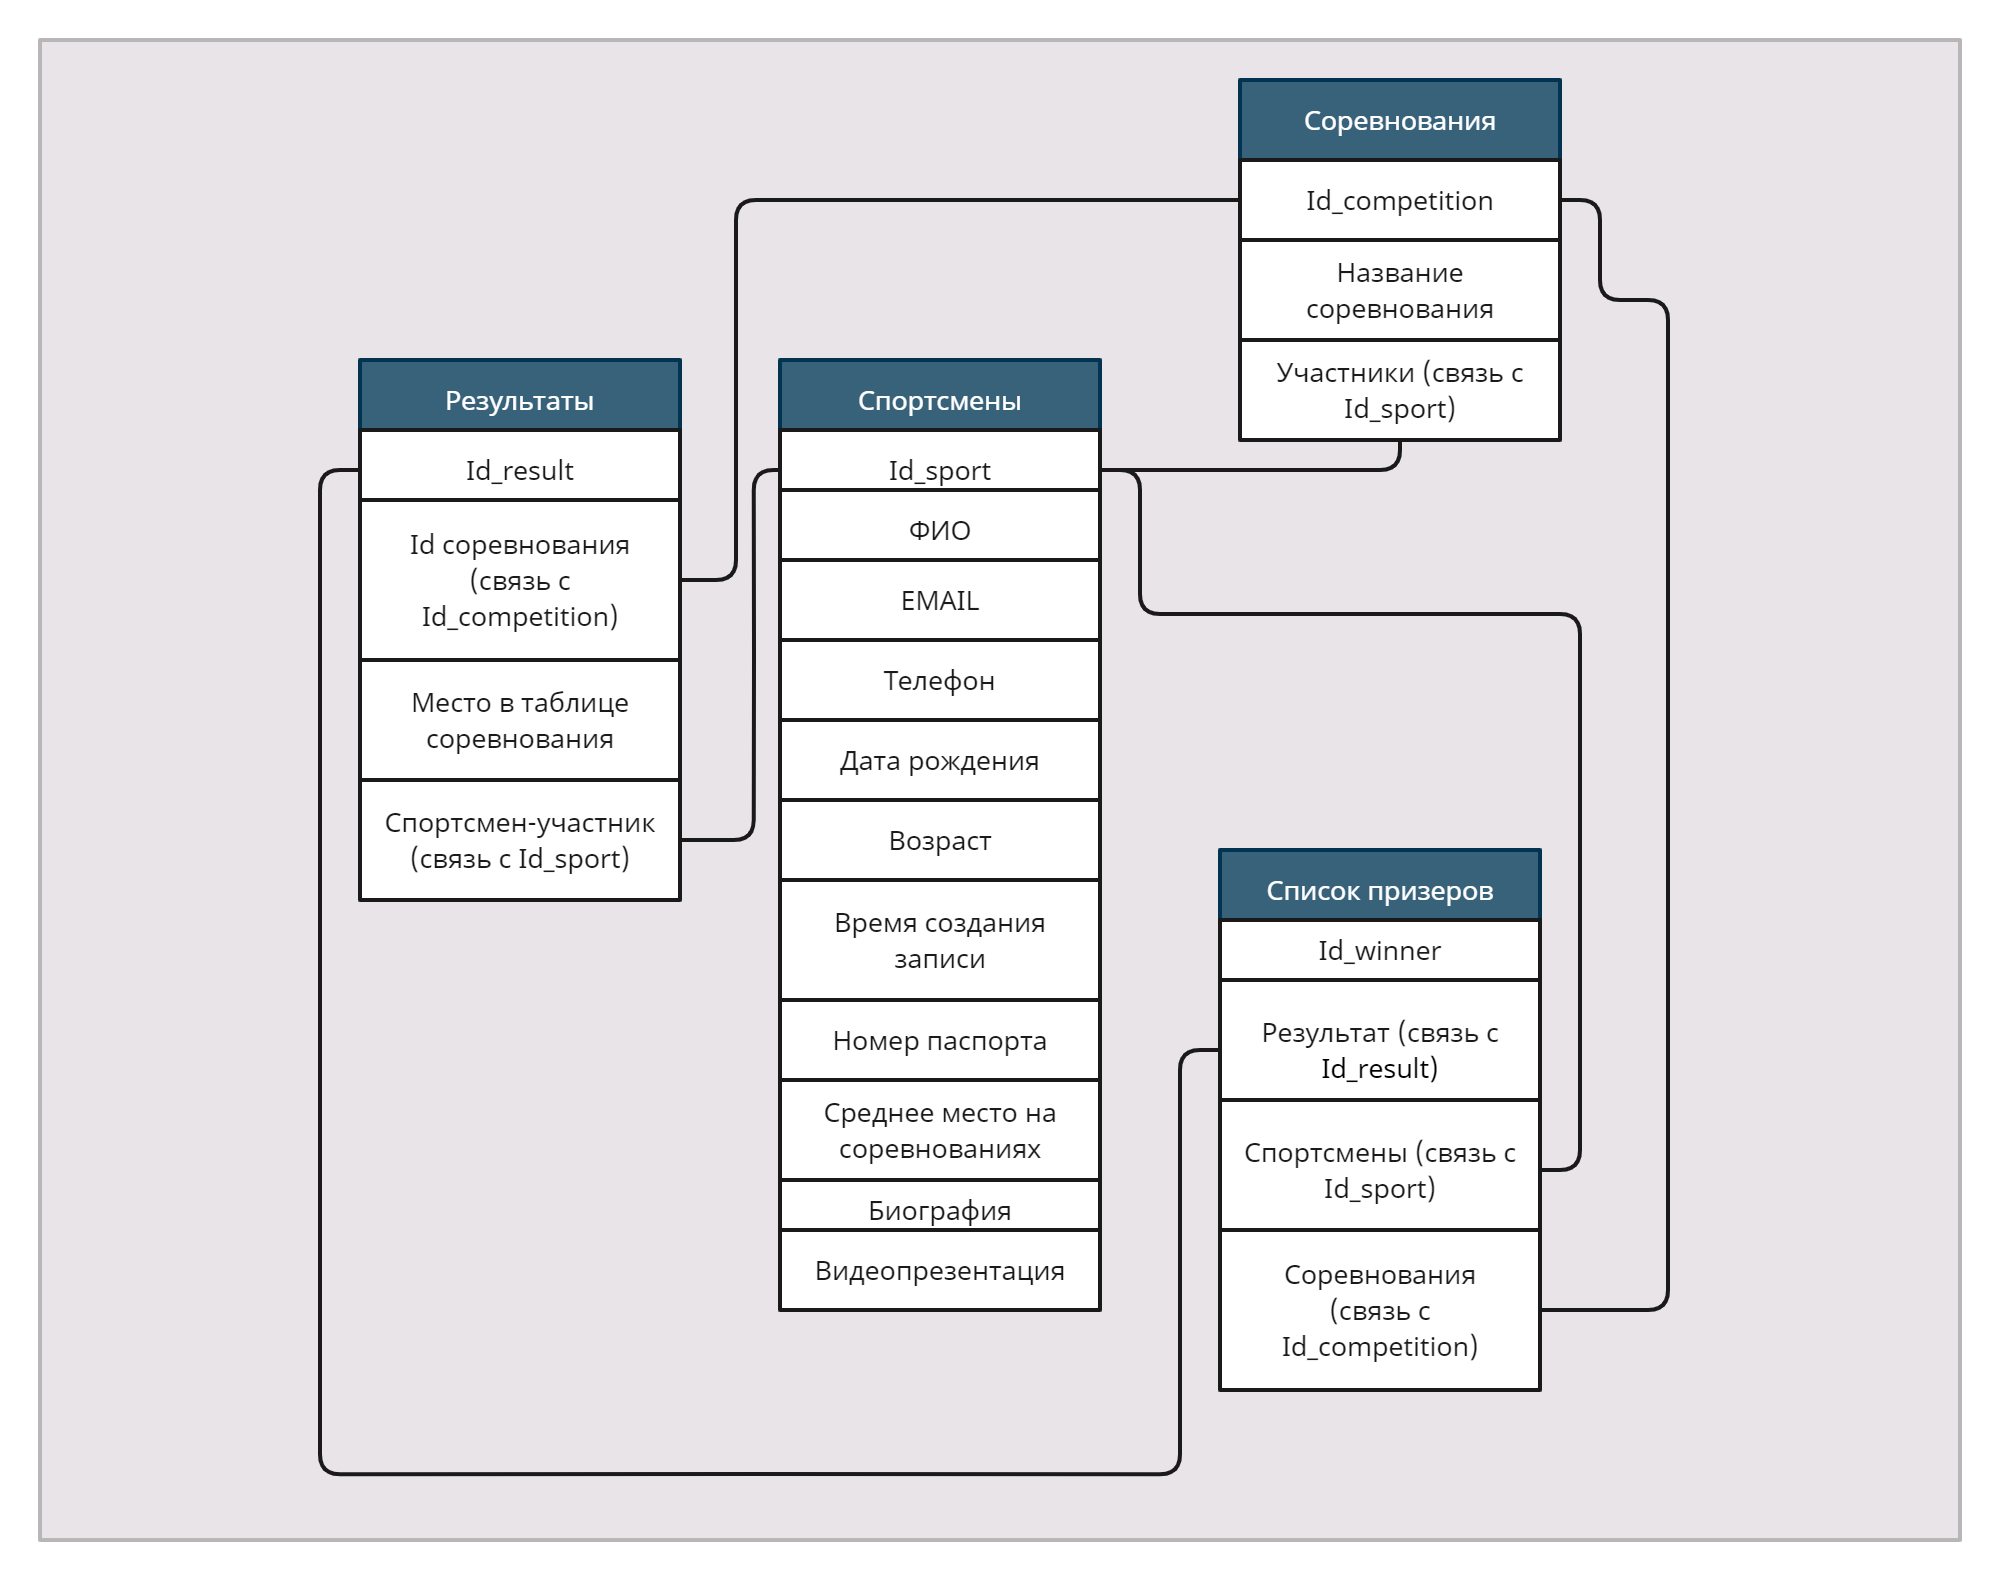 Соревнования
Id_competition
Название
соревнования
Участники (связь с
Id_sport)
Результаты
Id_result
Id соревнования
(связь с
Id_competition)
Место в таблице
соревнования
Спортсмен-участник
(связь с Id_sport)
Спортсмены
Id_sport
ФИО
EMAIL
Телефон
Дата рождения
Возраст
Время создания
записи
Номер паспорта
Среднее место на
соревнованиях
Биография
Видеопрезентация
Список призеров
Id_winner
Результат (связь с
Id_result)
Спортсмены (связь с
Id_sport)
Соревнования
(связь с
Id_competition)